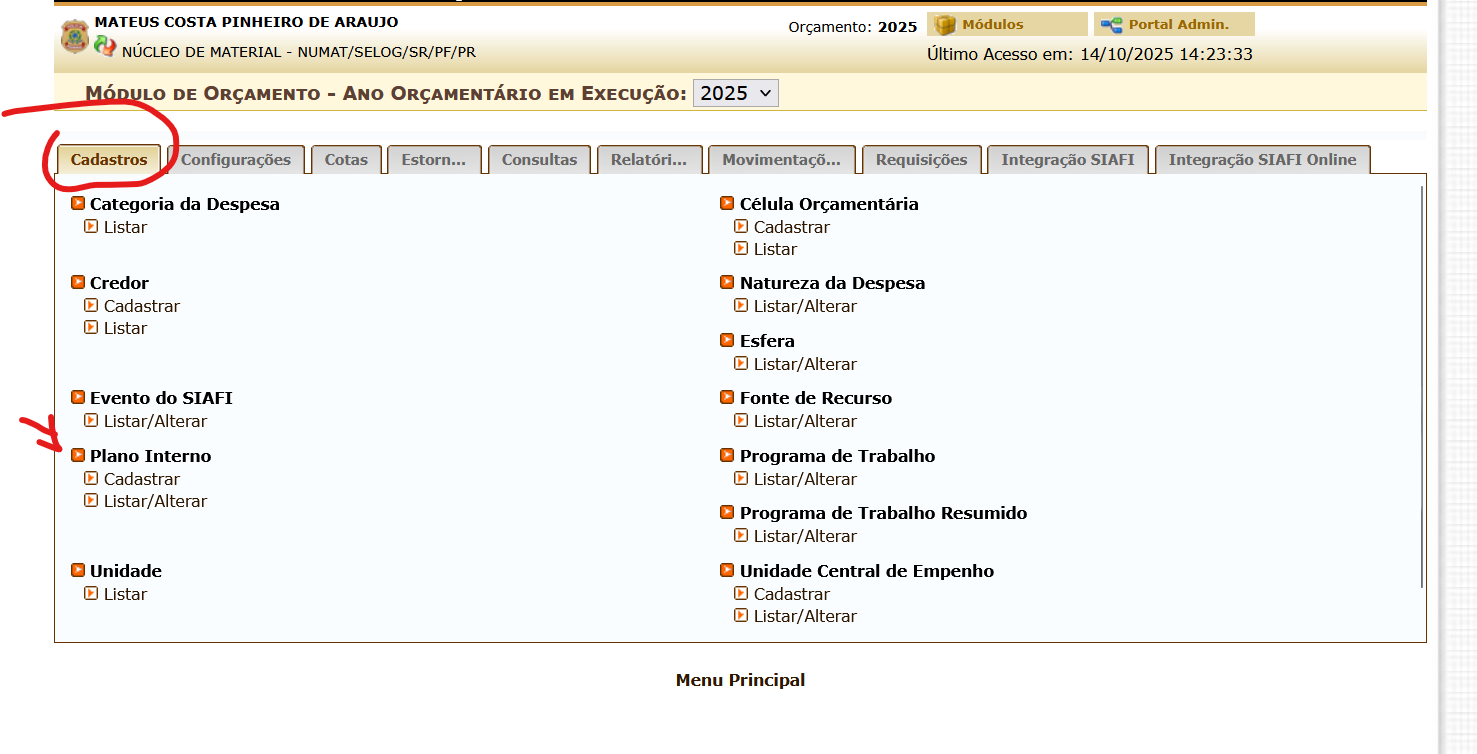 MATEUS COSTA PINHEIRO DE ARAUJO
Orçamento: 2025 Módulos Portal Admin.
NÚCLEO DE MATERIAL - NUMAT/SELOG/SR/PF/PR
Último Acesso em: 14/10/2025 14:23:33
Módulo de Orçamento - Ano Orçamentário em Execução: 2025
Cadastros Configurações Cotas Estorn... Consultas Relatóri... Movimentaçõ... Requisições Integração SIAFI Integração SIAFI Online
Categoria da Despesa
Listar
Célula Orçamentária
Cadastrar
Listar
Credor
Cadastrar
Listar
Natureza da Despesa
Listar/Alterar
Esfera
Listar/Alterar
Evento do SIAFI
Listar/Alterar
Fonte de Recurso
Listar/Alterar
Plano Interno
Cadastrar
Listar/Alterar
Programa de Trabalho
Listar/Alterar
Programa de Trabalho Resumido
Listar/Alterar
Unidade
Listar
Unidade Central de Empenho
Cadastrar
Listar/Alterar
Menu Principal